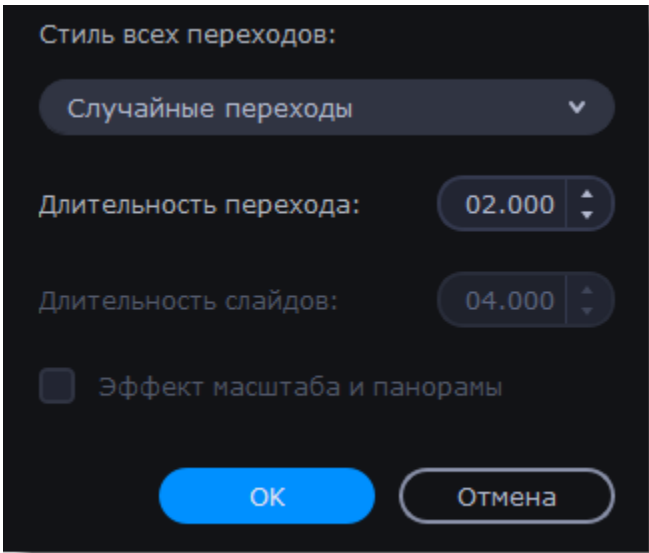 Стиль всех переходов:
Случайные переходы
Длительность перехода: 02.000
Длительность слайдов: 04.000
Эффект масштаба и панорамы
OK Отмена